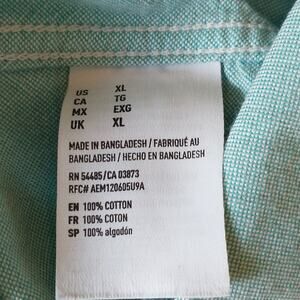 US XL
CA TG
MX EXG
UK XL
MADE IN BANGLADESH / FABRIQUÉ AU
BANGLADESH / HECHO EN BANGLADESH
RN 54485/CA 03873
RFC# AEM120605U9A
EN 100% COTTON
FR 100% COTON
SP 100% algodón